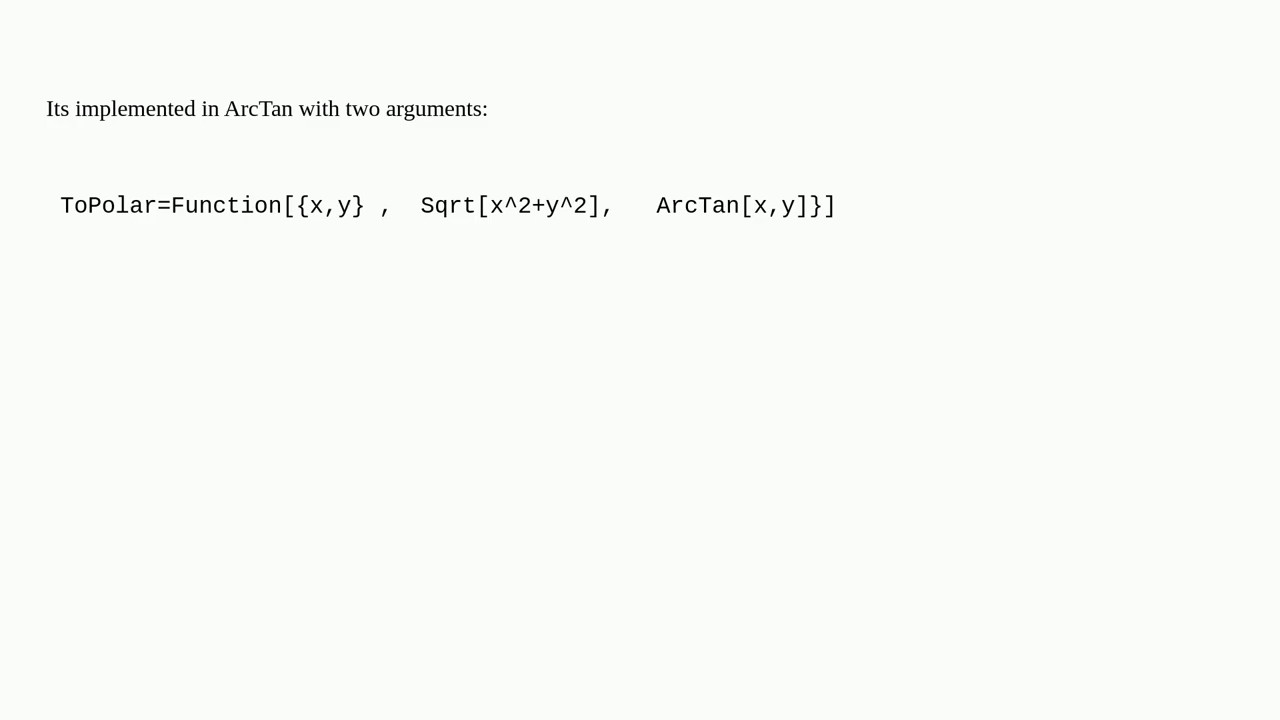 Its implemented in ArcTan with two arguments:
ToPolar=Function[{x,y} ,  Sqrt[x^2+y^2],   ArcTan[x,y]}]